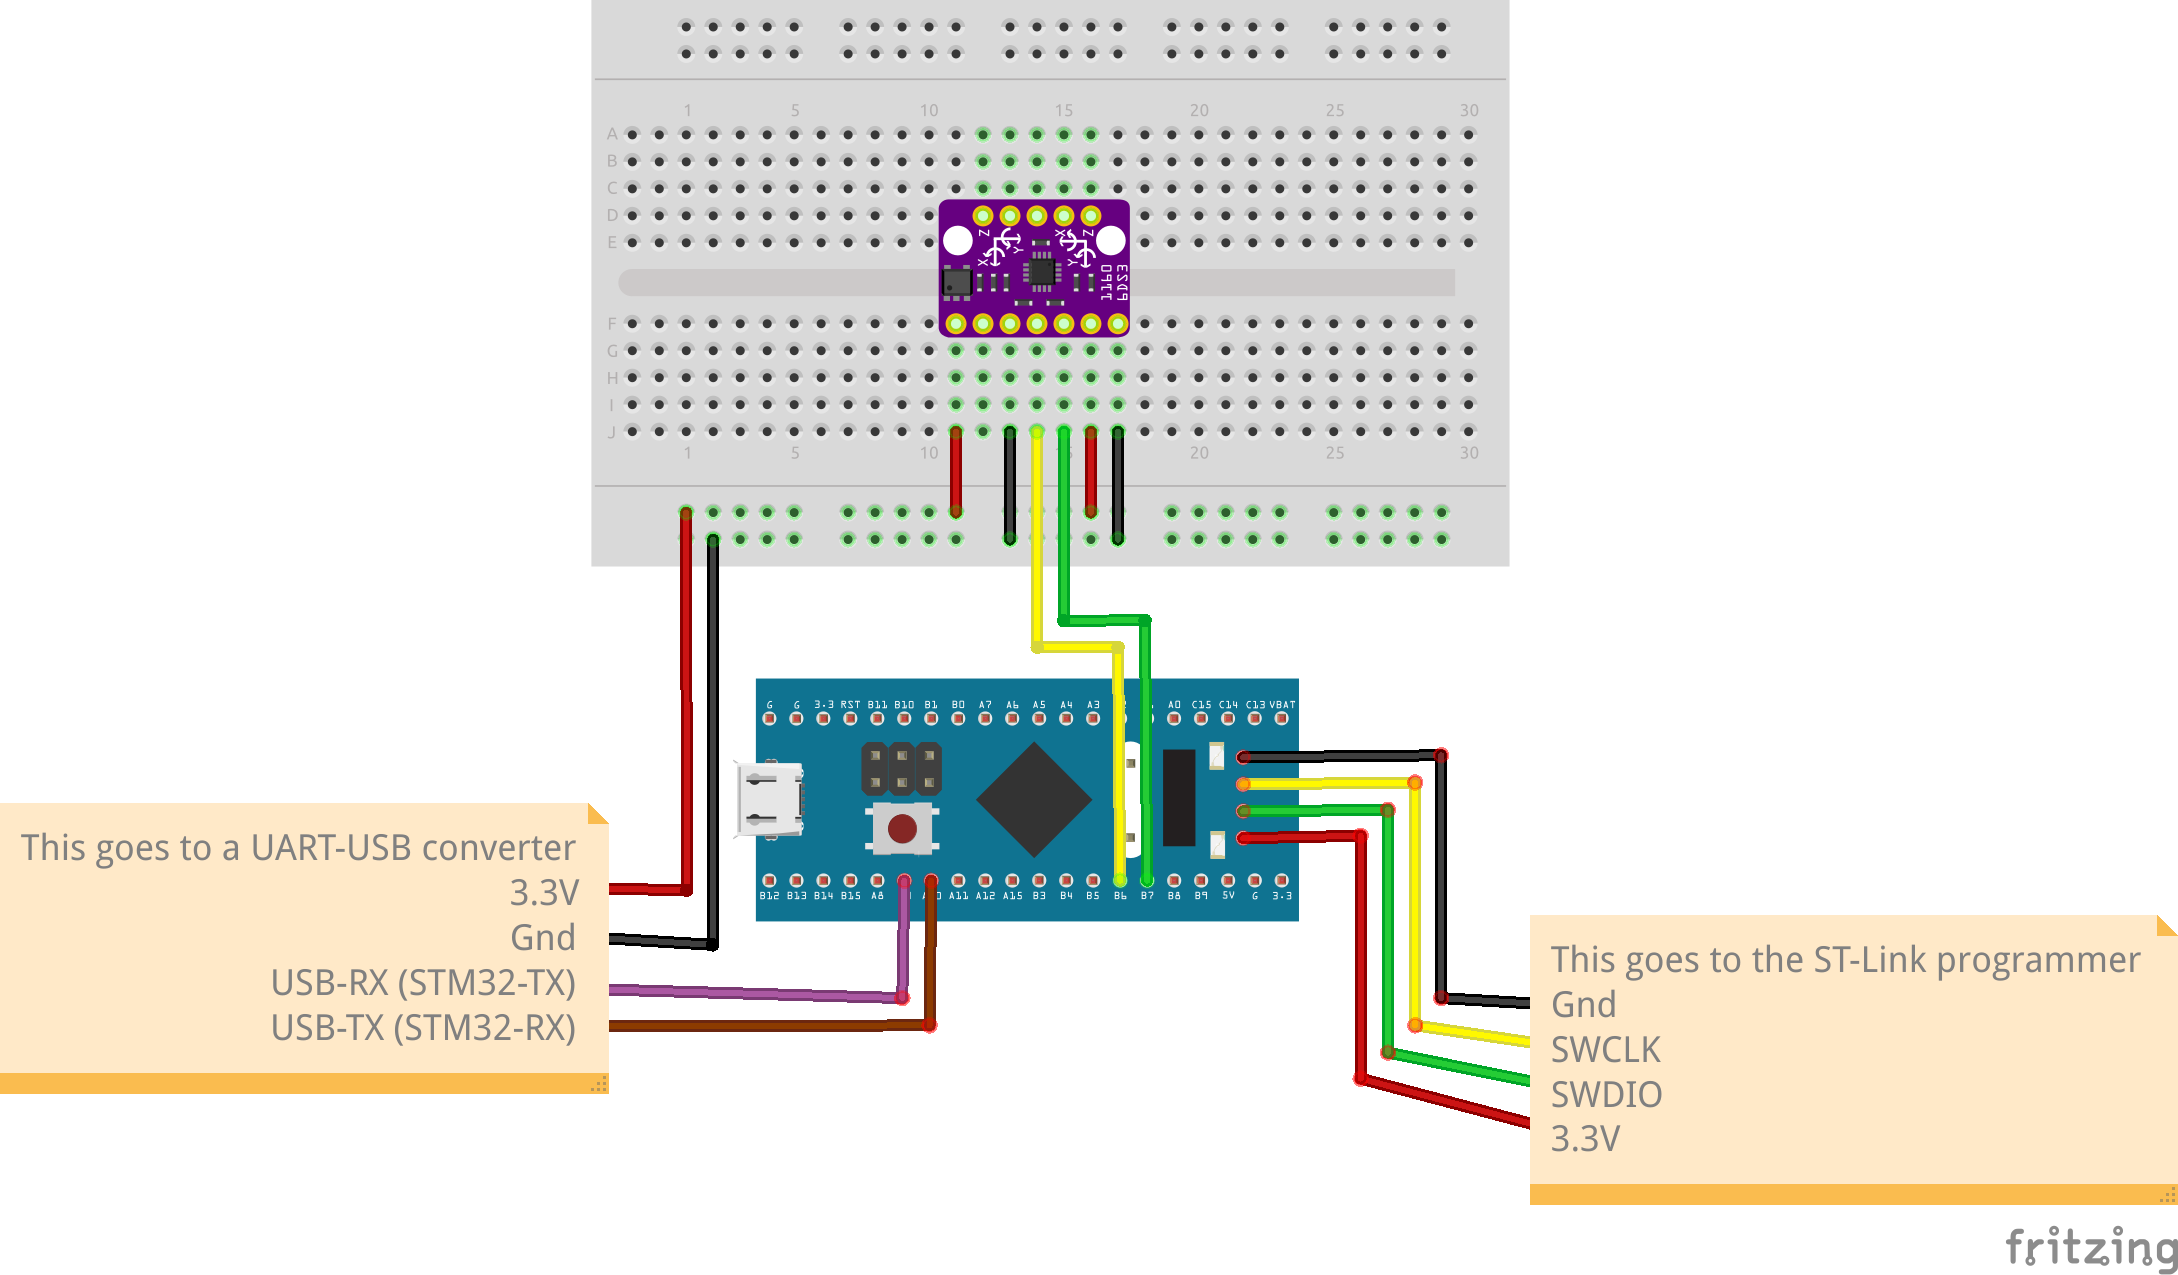 1 5 10 15 20 25 30
A
B
C
D
E
Z Y X X Y Z
1160 E209
F
G
H
I
J
1 5 10 20 25 30
G G 3.3 RST B11 B10 B1 B0 A7 A6 A5 A4 A3 A0 C15 C14 C13 VBAT
B12 B13 B14 B15 A8 A11 A12 A15 B3 B4 B5 B6 B7 B8 B9 5V G 3.3
This goes to a UART-USB converter
3.3V
Gnd
USB-RX (STM32-TX)
USB-TX (STM32-RX)
This goes to the ST-Link programmer
Gnd
SWCLK
SWDIO
3.3V
fritzing